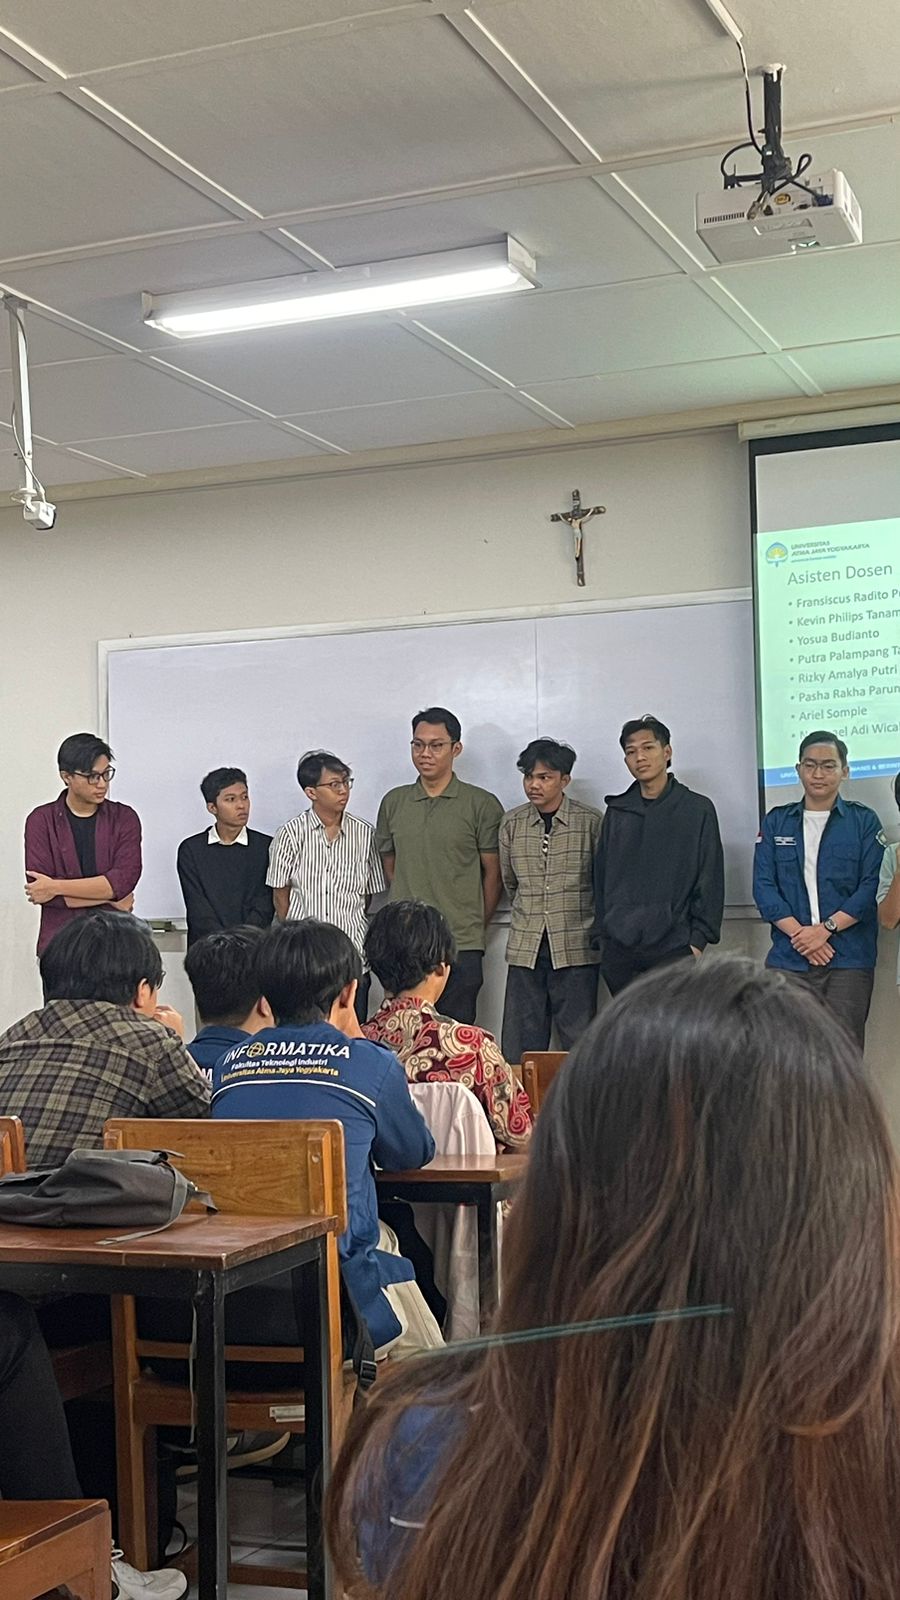 UNIVERSITAS
ATMA JAYA YOGYAKARTA
Asisten Dosen
• Fransiscus Radito
• Kevin Philips
• Yosua Budianto
• Putra Palampang
• Rizky Amalya Putri
• Pasha Rakha
• Ariel Sompie
Adi
INFORMATIKA
Fakultas Teknologi Industri
Universitas Atma Jaya Yogyakarta